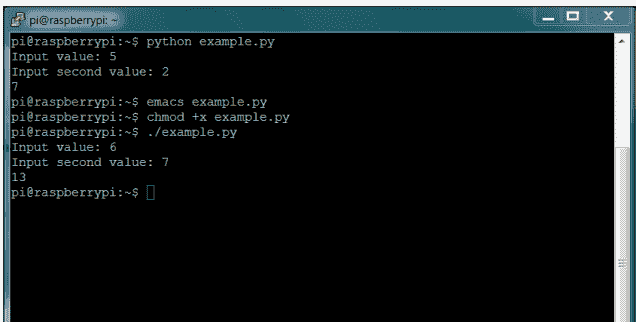 pi@raspberrypi: ~
pi@raspberrypi:~$ python example.py
Input value: 5
Input second value: 2
7
pi@raspberrypi:~$ emacs example.py
pi@raspberrypi:~$ chmod +x example.py
pi@raspberrypi:~$ ./example.py
Input value: 6
Input second value: 7
13
pi@raspberrypi:~$